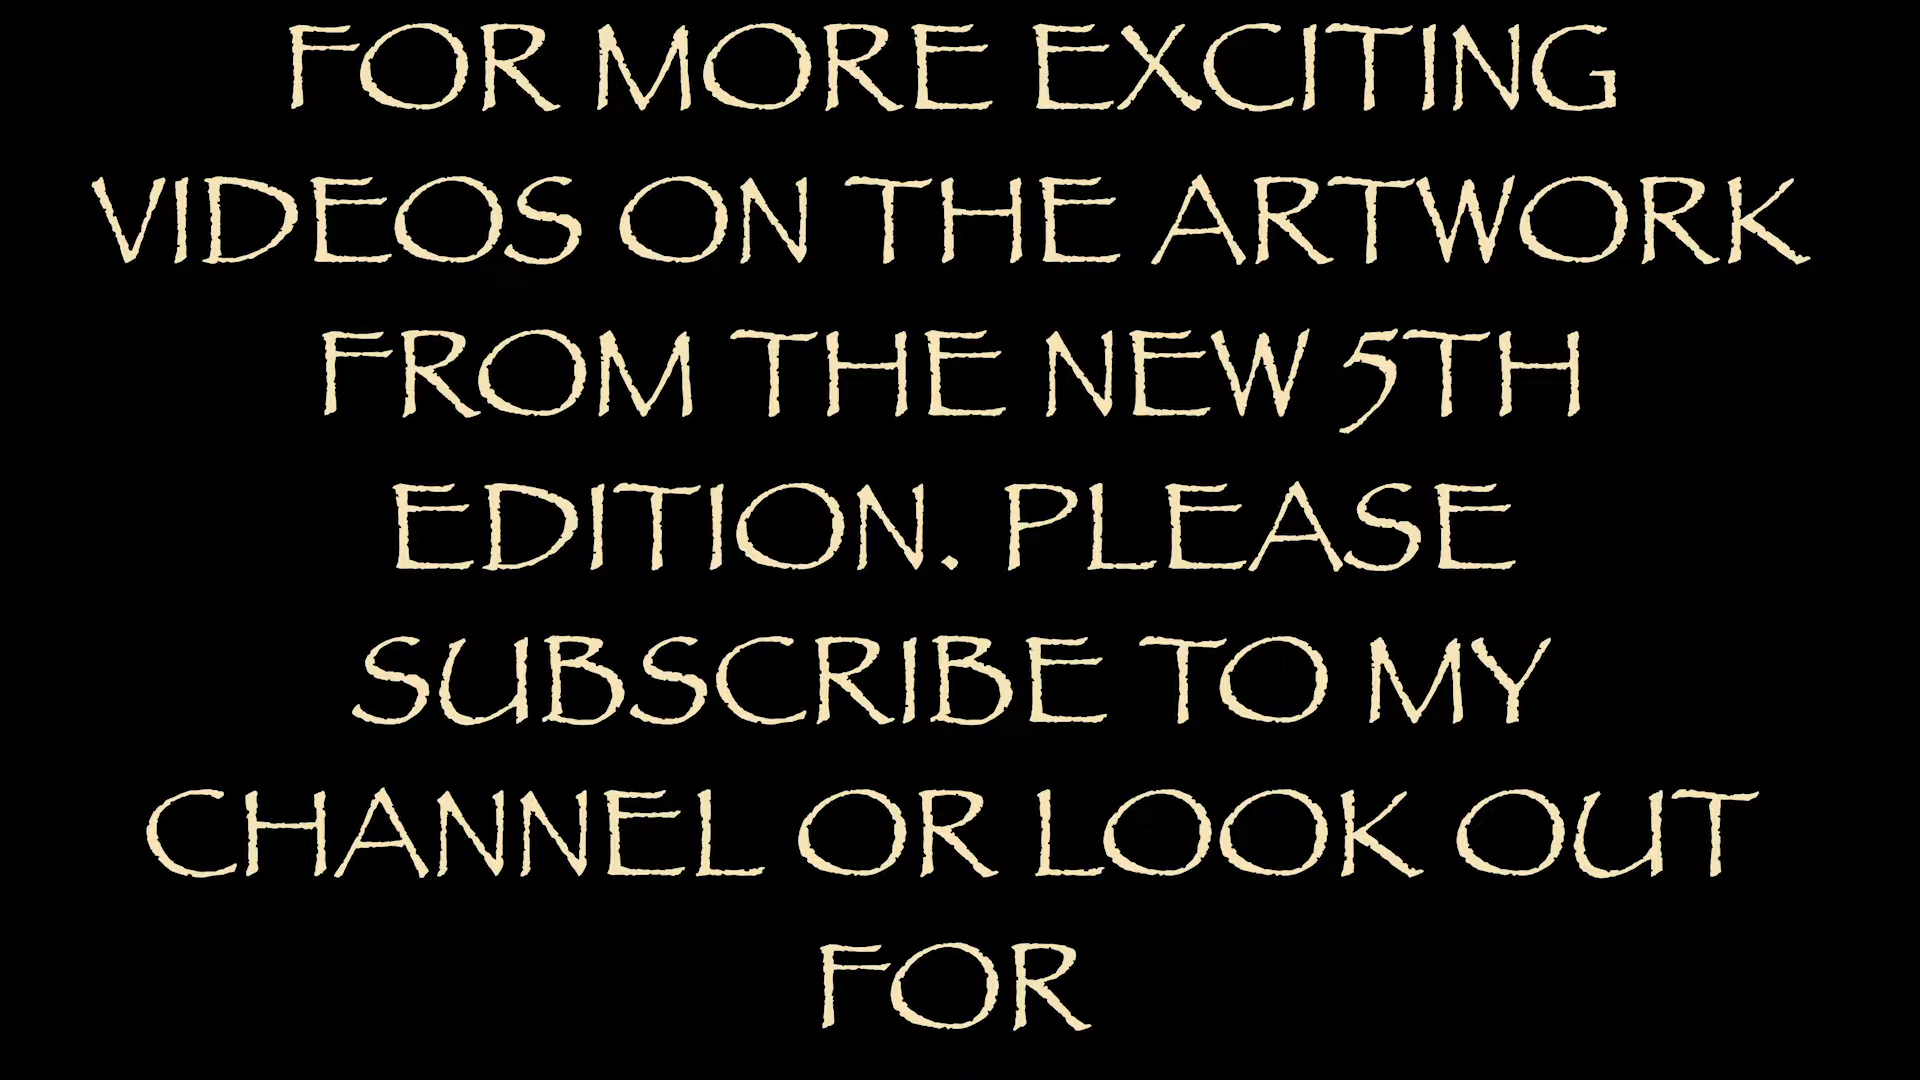 FOR MORE EXCITING
VIDEOS ON THE ARTWORK
FROM THE NEW 5TH
EDITION. PLEASE
SUBSCRIBE TO MY
CHANNEL OR LOOK OUT
FOR